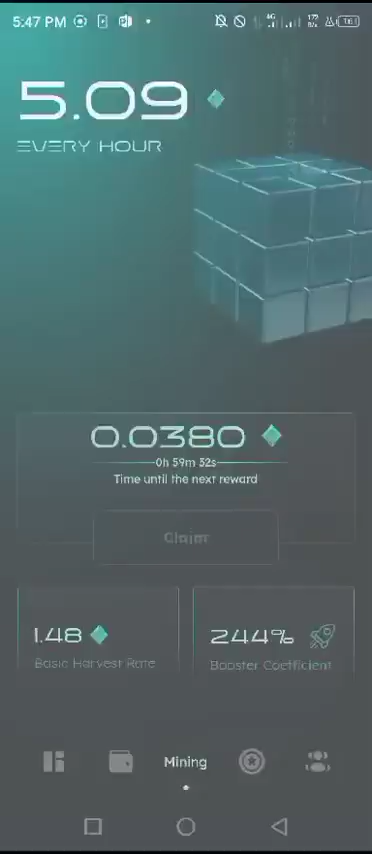 5:47 PM
5.09
EVERY HOUR
0.0380
0h 59m 32s
Time until the next reward
Claim
1.48
Basic Harvest Rate
244%
Booster Coefficient
Mining